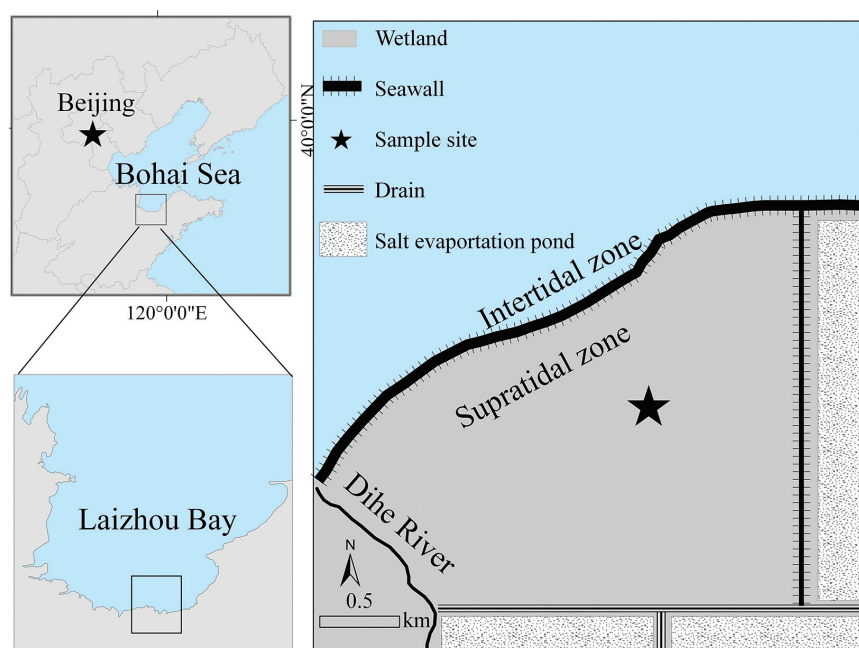 Beijing
Bohai Sea
40°0'0"N
120°0'0"E
Laizhou Bay
Wetland
Seawall
Sample site
Drain
Salt evaportation pond
Intertidal zone
Supratidal zone
Dihe River
N
0.5
km